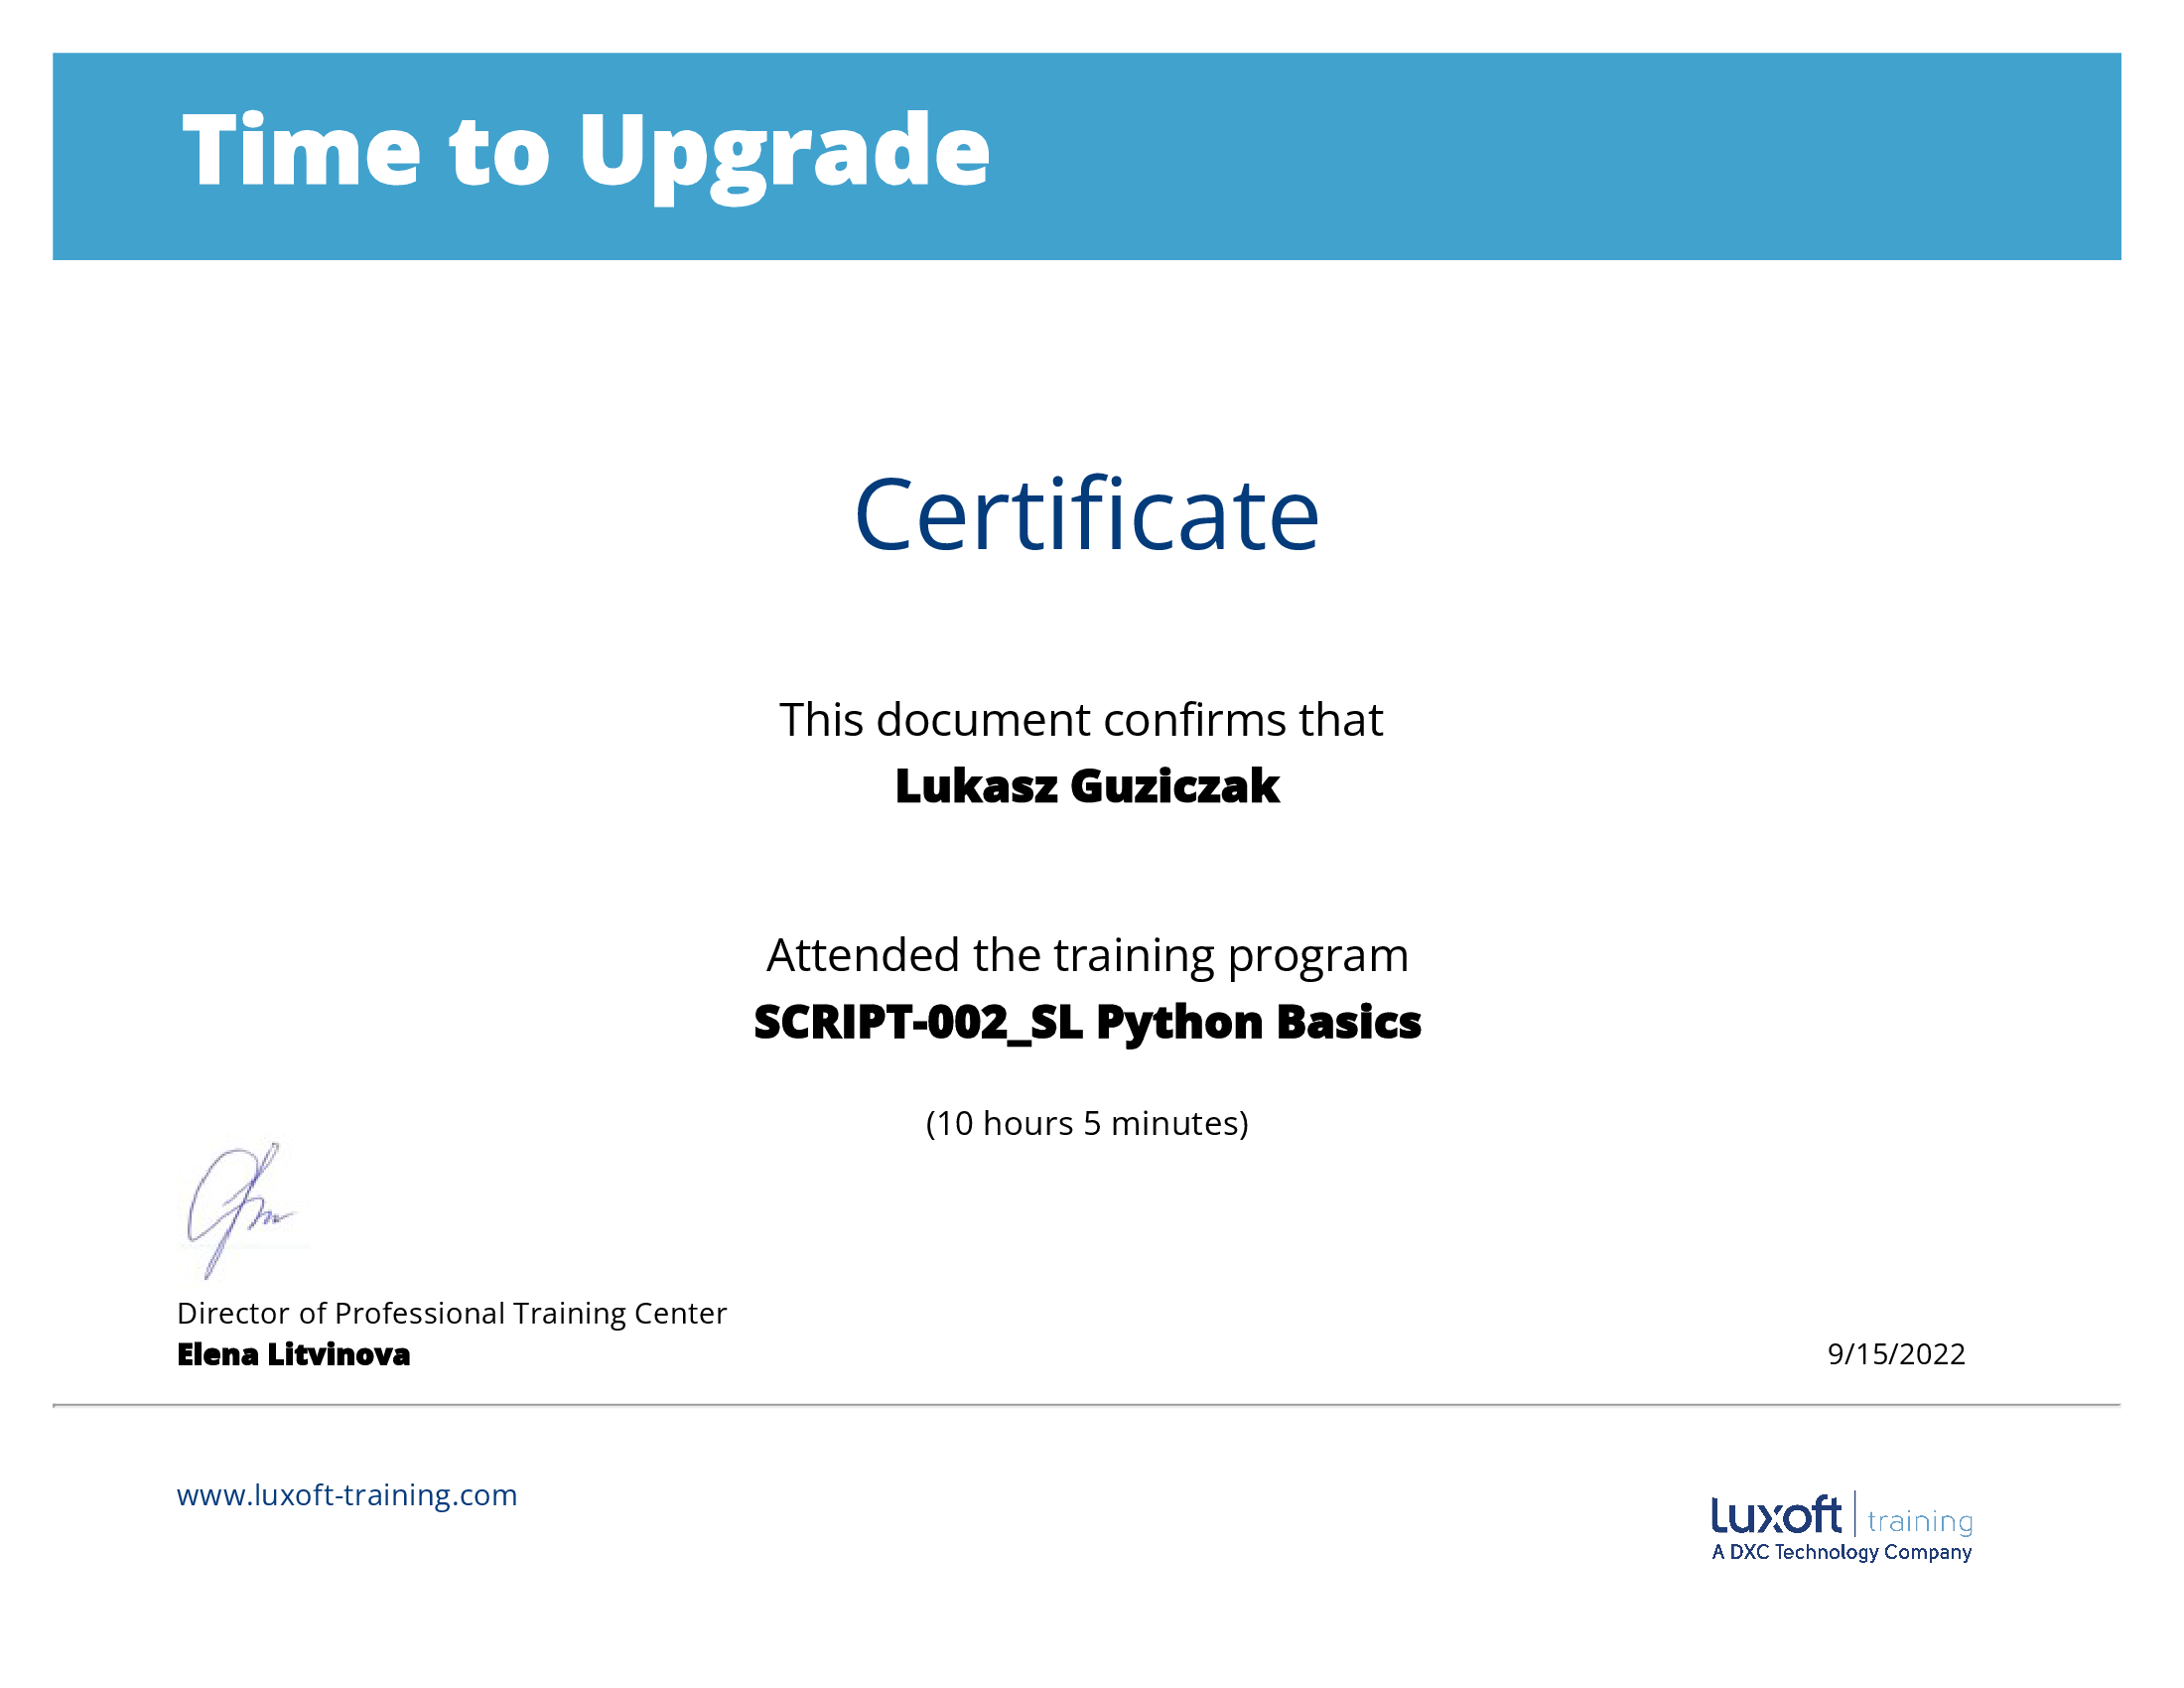 Time to Upgrade
Certificate
This document confirms that
Lukasz Guziczak
Attended the training program
SCRIPT-002_SL Python Basics
(10 hours 5 minutes)
Director of Professional Training Center
Elena Litvinova
9/15/2022
www.luxoft-training.com
luxoft training
A DXC Technology Company